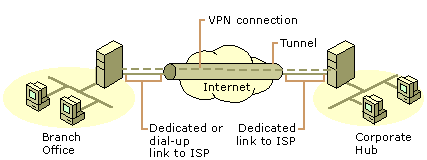 VPN connection
Tunnel
Internet
Branch
Office
Dedicated or
dial-up
link to ISP
Dedicated
link to ISP
Corporate
Hub